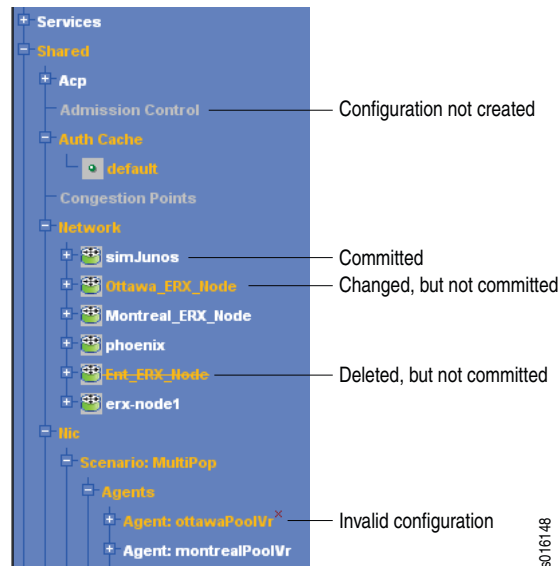 Services
Shared
Acp
Admission Control Configuration not created
Auth Cache
default
Congestion Points
Network
simJunos Committed
Ottawa_ERX_Node Changed, but not committed
Montreal_ERX_Node
phoenix
Ent_ERX_Node Deleted, but not committed
erx-node1
Nic
Scenario: MultiPop
Agents
Agent: ottawaPoolVr Invalid configuration
Agent: montrealPoolVr
s016148